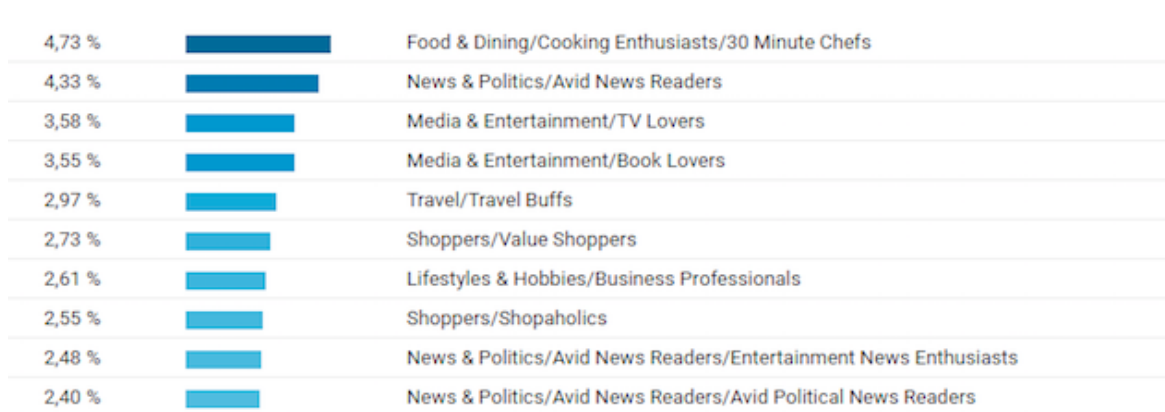 4,73 % Food & Dining/Cooking Enthusiasts/30 Minute Chefs
4,33 % News & Politics/Avid News Readers
3,58 % Media & Entertainment/TV Lovers
3,55 % Media & Entertainment/Book Lovers
2,97 % Travel/Travel Buffs
2,73 % Shoppers/Value Shoppers
2,61 % Lifestyles & Hobbies/Business Professionals
2,55 % Shoppers/Shopaholics
2,48 % News & Politics/Avid News Readers/Entertainment News Enthusiasts
2,40 % News & Politics/Avid News Readers/Avid Political News Readers